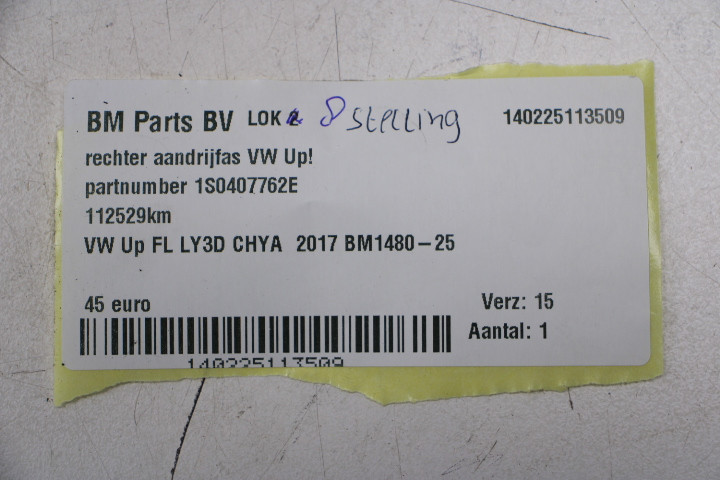 BM Parts BV LOK 8 Stelling 140225113509
rechter aandrijfas VW Up!
partnumber 1S0407762E
112529km
VW Up FL LY3D CHYA 2017 BM1480-25
45 euro Verz: 15
Aantal: 1
140225113509